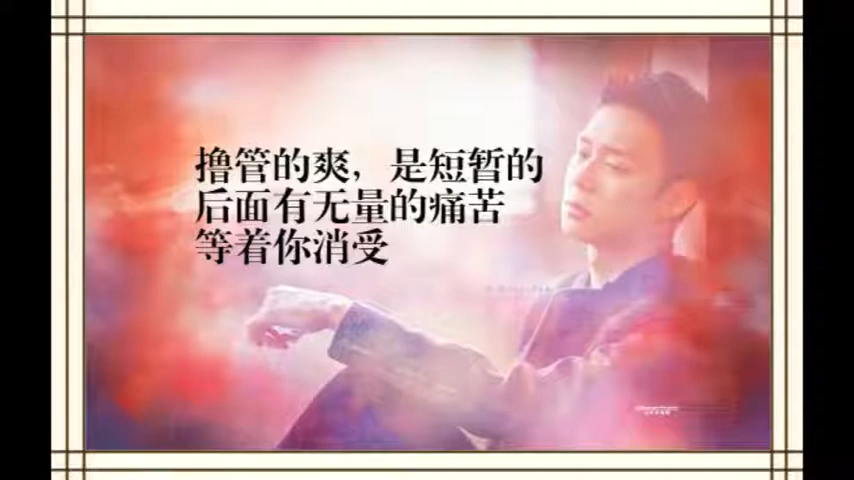 撸管的爽，是短暂的
后面有无量的痛苦
等着你消受